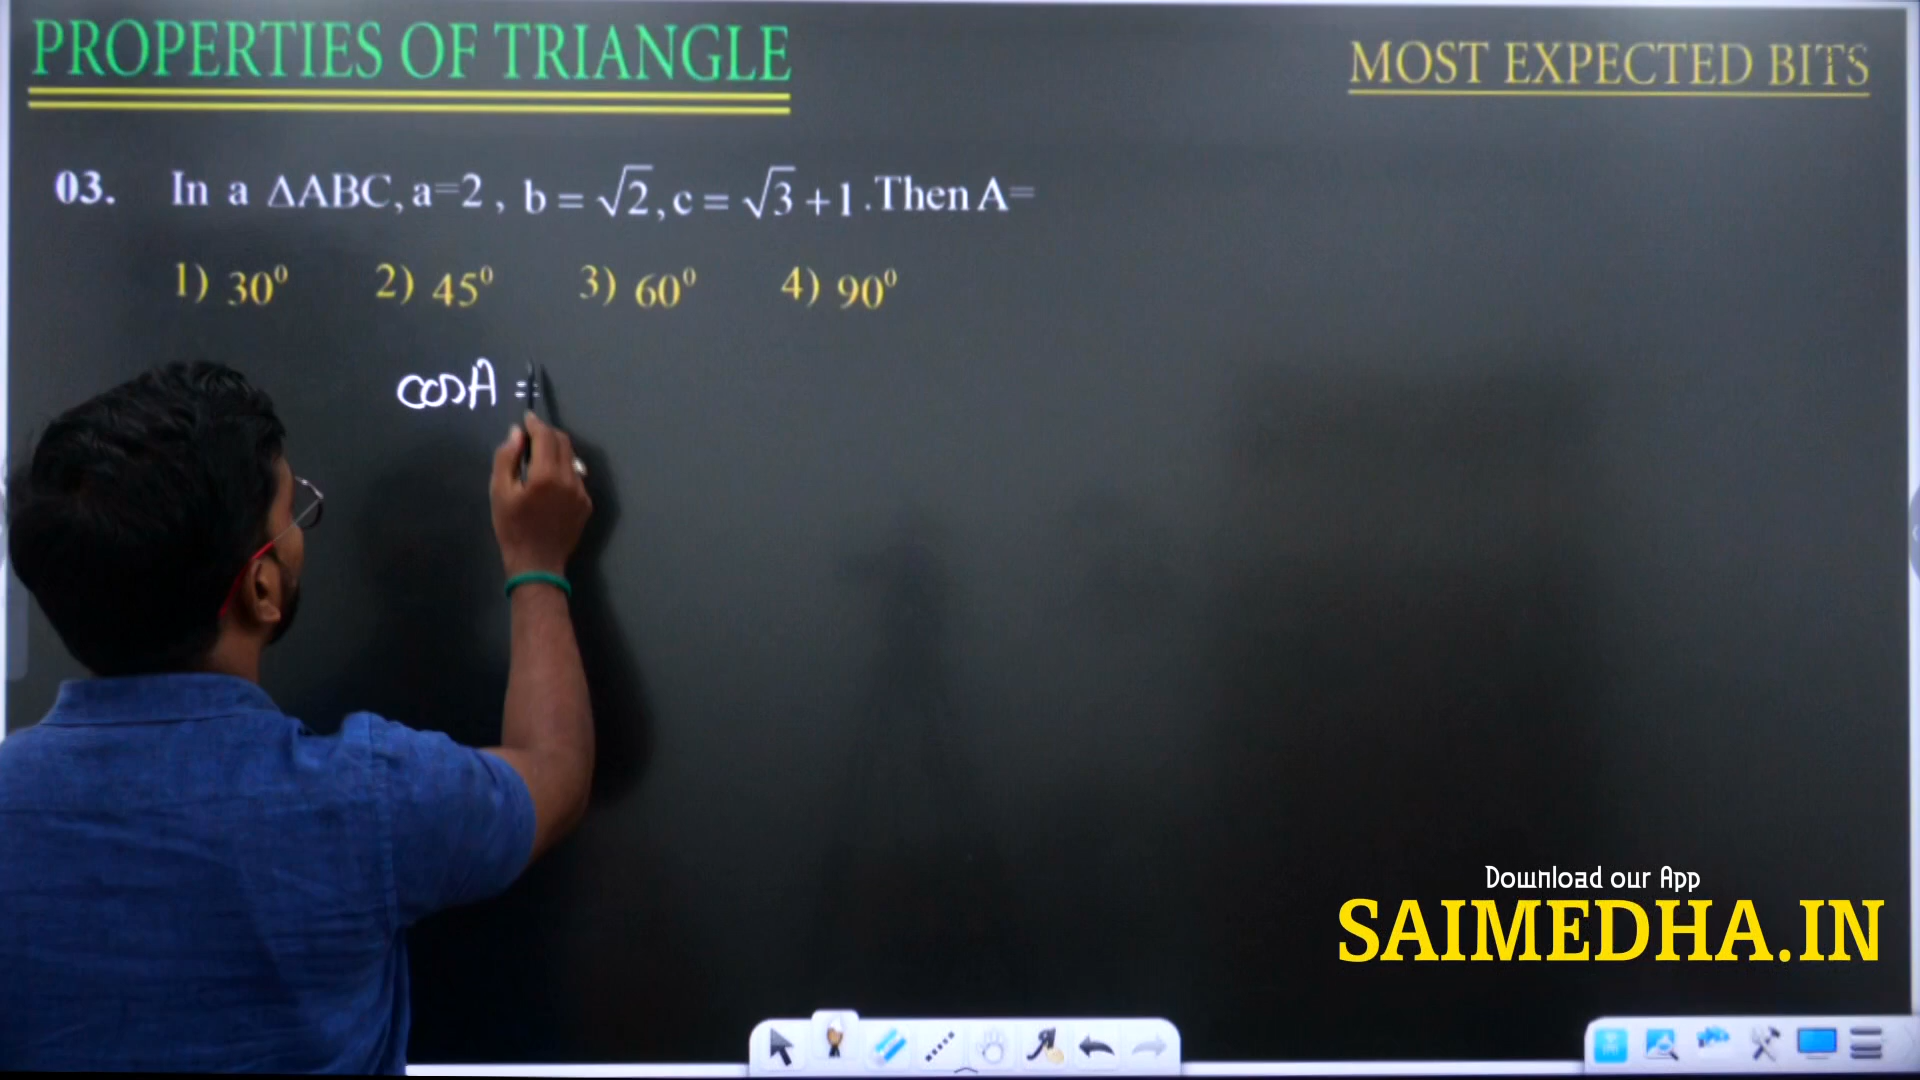 PROPERTIES OF TRIANGLE
MOST EXPECTED BITS
03. In a ΔABC, a=2, b = √2, c = √3 + 1. Then A=
1) 30⁰ 2) 45⁰ 3) 60⁰ 4) 90⁰
cosA =
Download our App
SAIMEDHA.IN